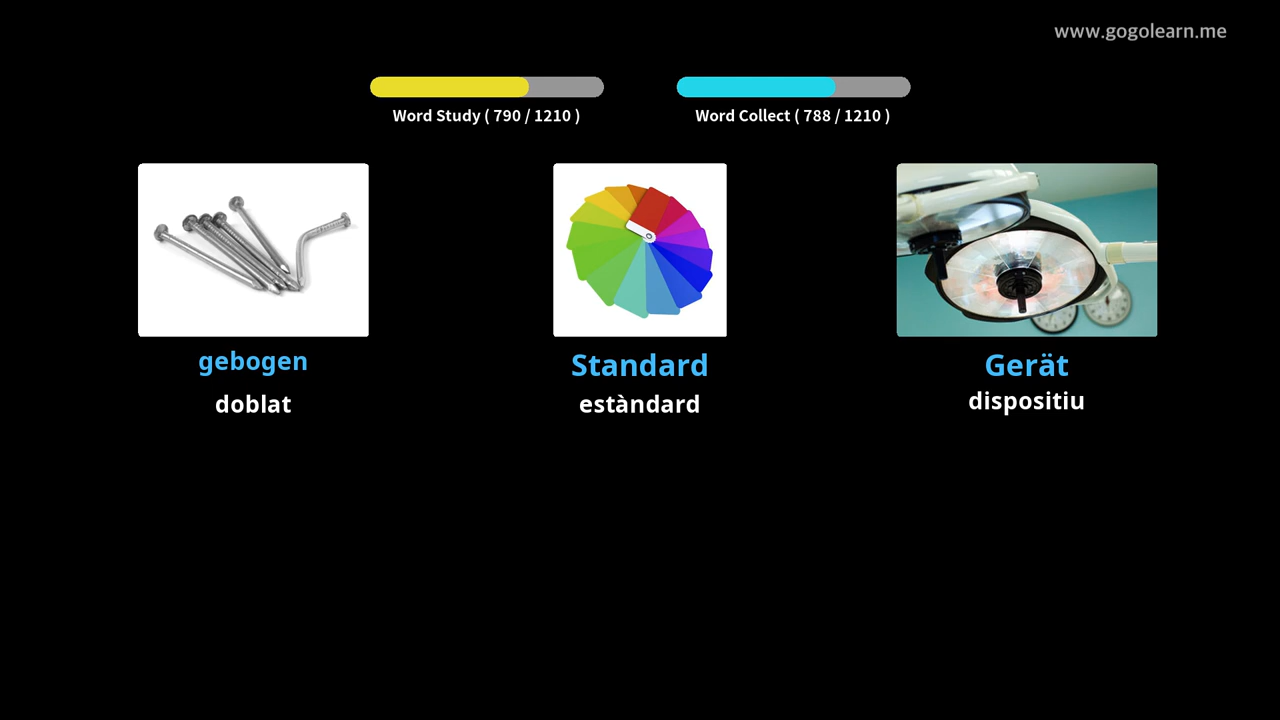 www.gogolearn.me
Word Study ( 790 / 1210 )
Word Collect ( 788 / 1210 )
gebogen
doblat
Standard
estàndard
Gerät
dispositiu